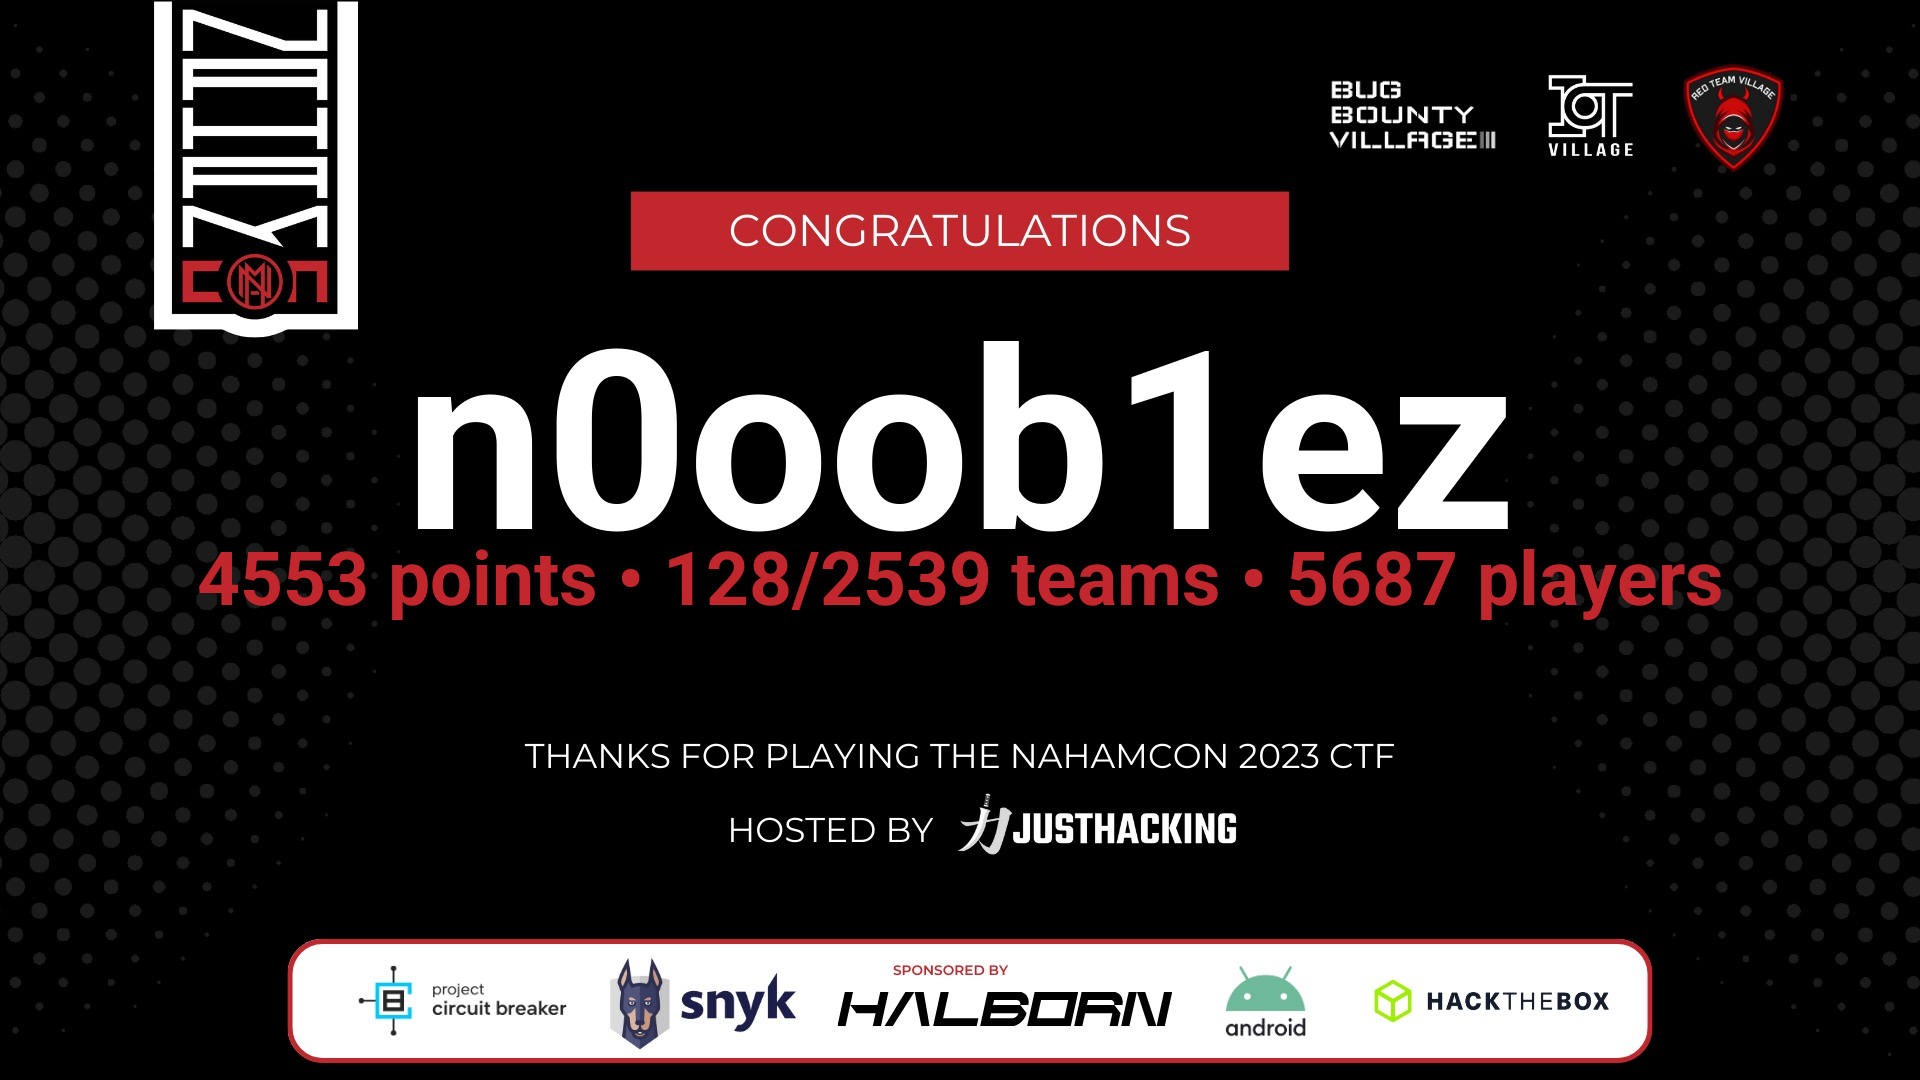 NAHAM
CON
BUG
BOUNTY
VILLAGE
IOT
VILLAGE
RED TEAM VILLAGE
CONGRATULATIONS
n0oob1ez
4553 points • 128/2539 teams • 5687 players
THANKS FOR PLAYING THE NAHAMCON 2023 CTF
HOSTED BY JUSTHACKING
SPONSORED BY
project
circuit breaker
snyk
HALBORN
android
HACKTHEBOX